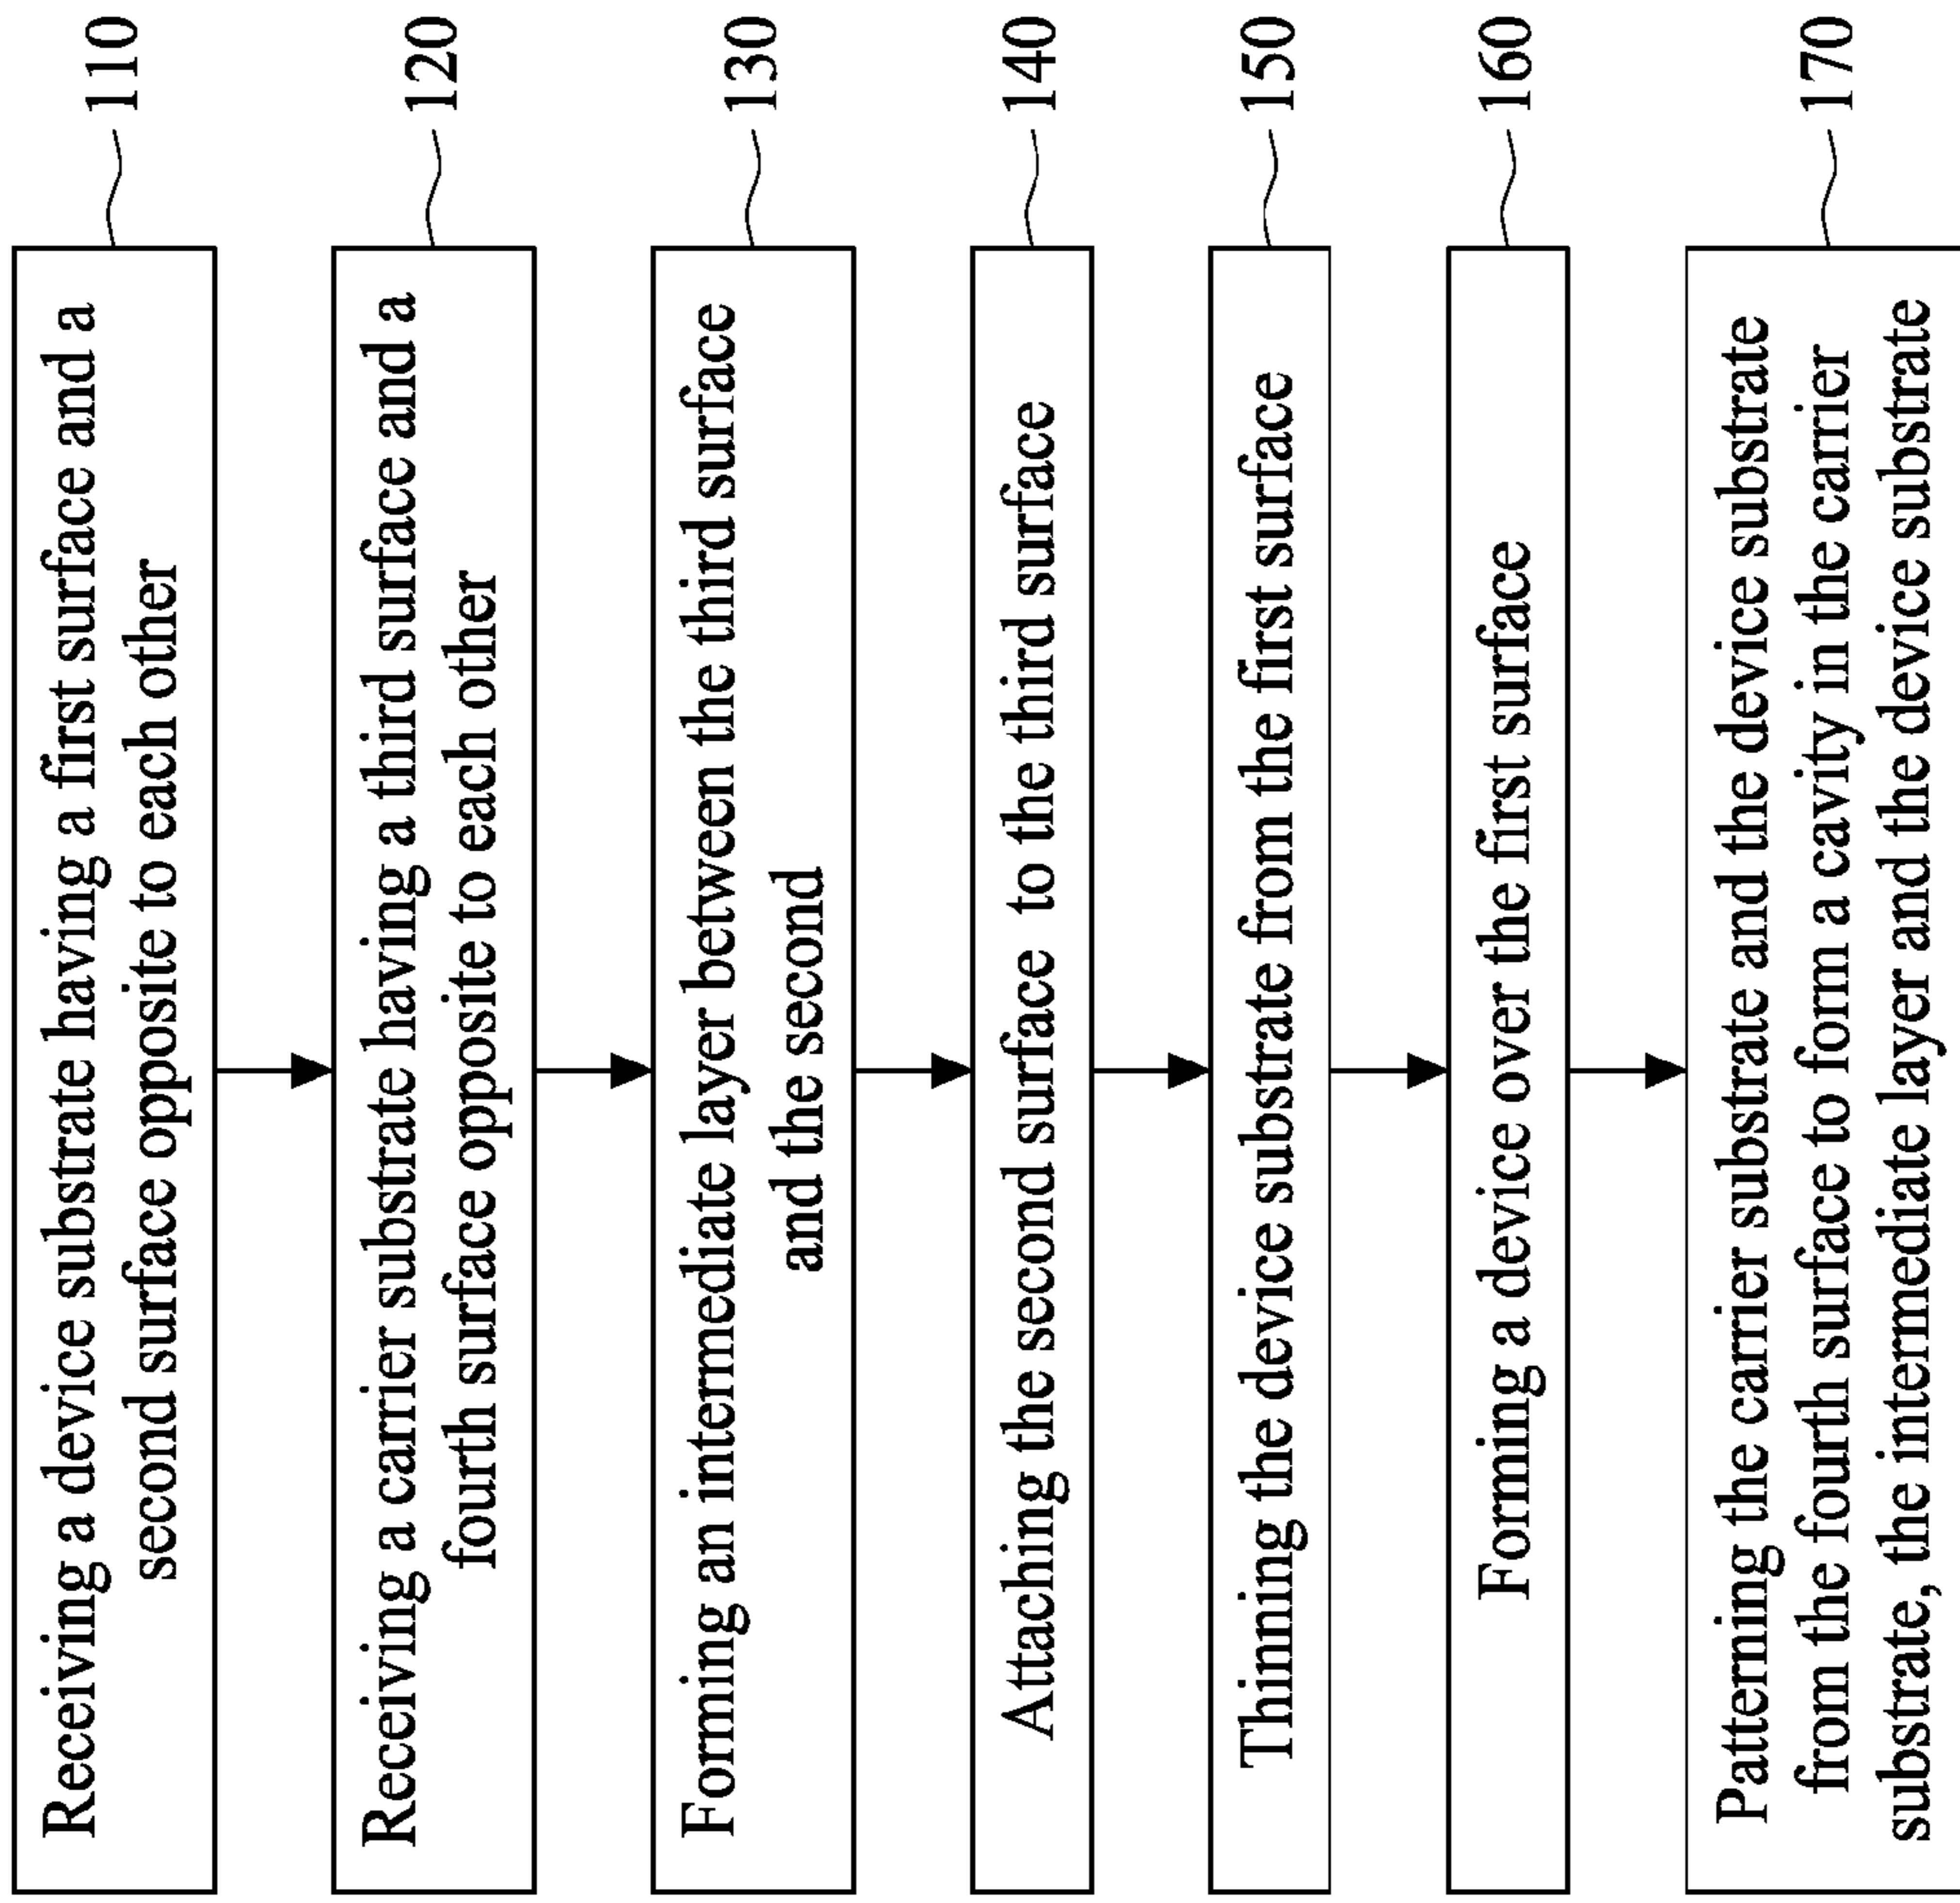 Receiving a device substrate having a first surface and a
second surface opposite to each other
110
Receiving a carrier substrate having a third surface and a
fourth surface opposite to each other
120
Forming an intermediate layer between the third surface
and the second
130
Attaching the second surface to the third surface
140
Thinning the device substrate from the first surface
150
Forming a device over the first surface
160
Patterning the carrier substrate and the device substrate
from the fourth surface to form a cavity in the carrier
substrate, the intermediate layer and the device substrate
170